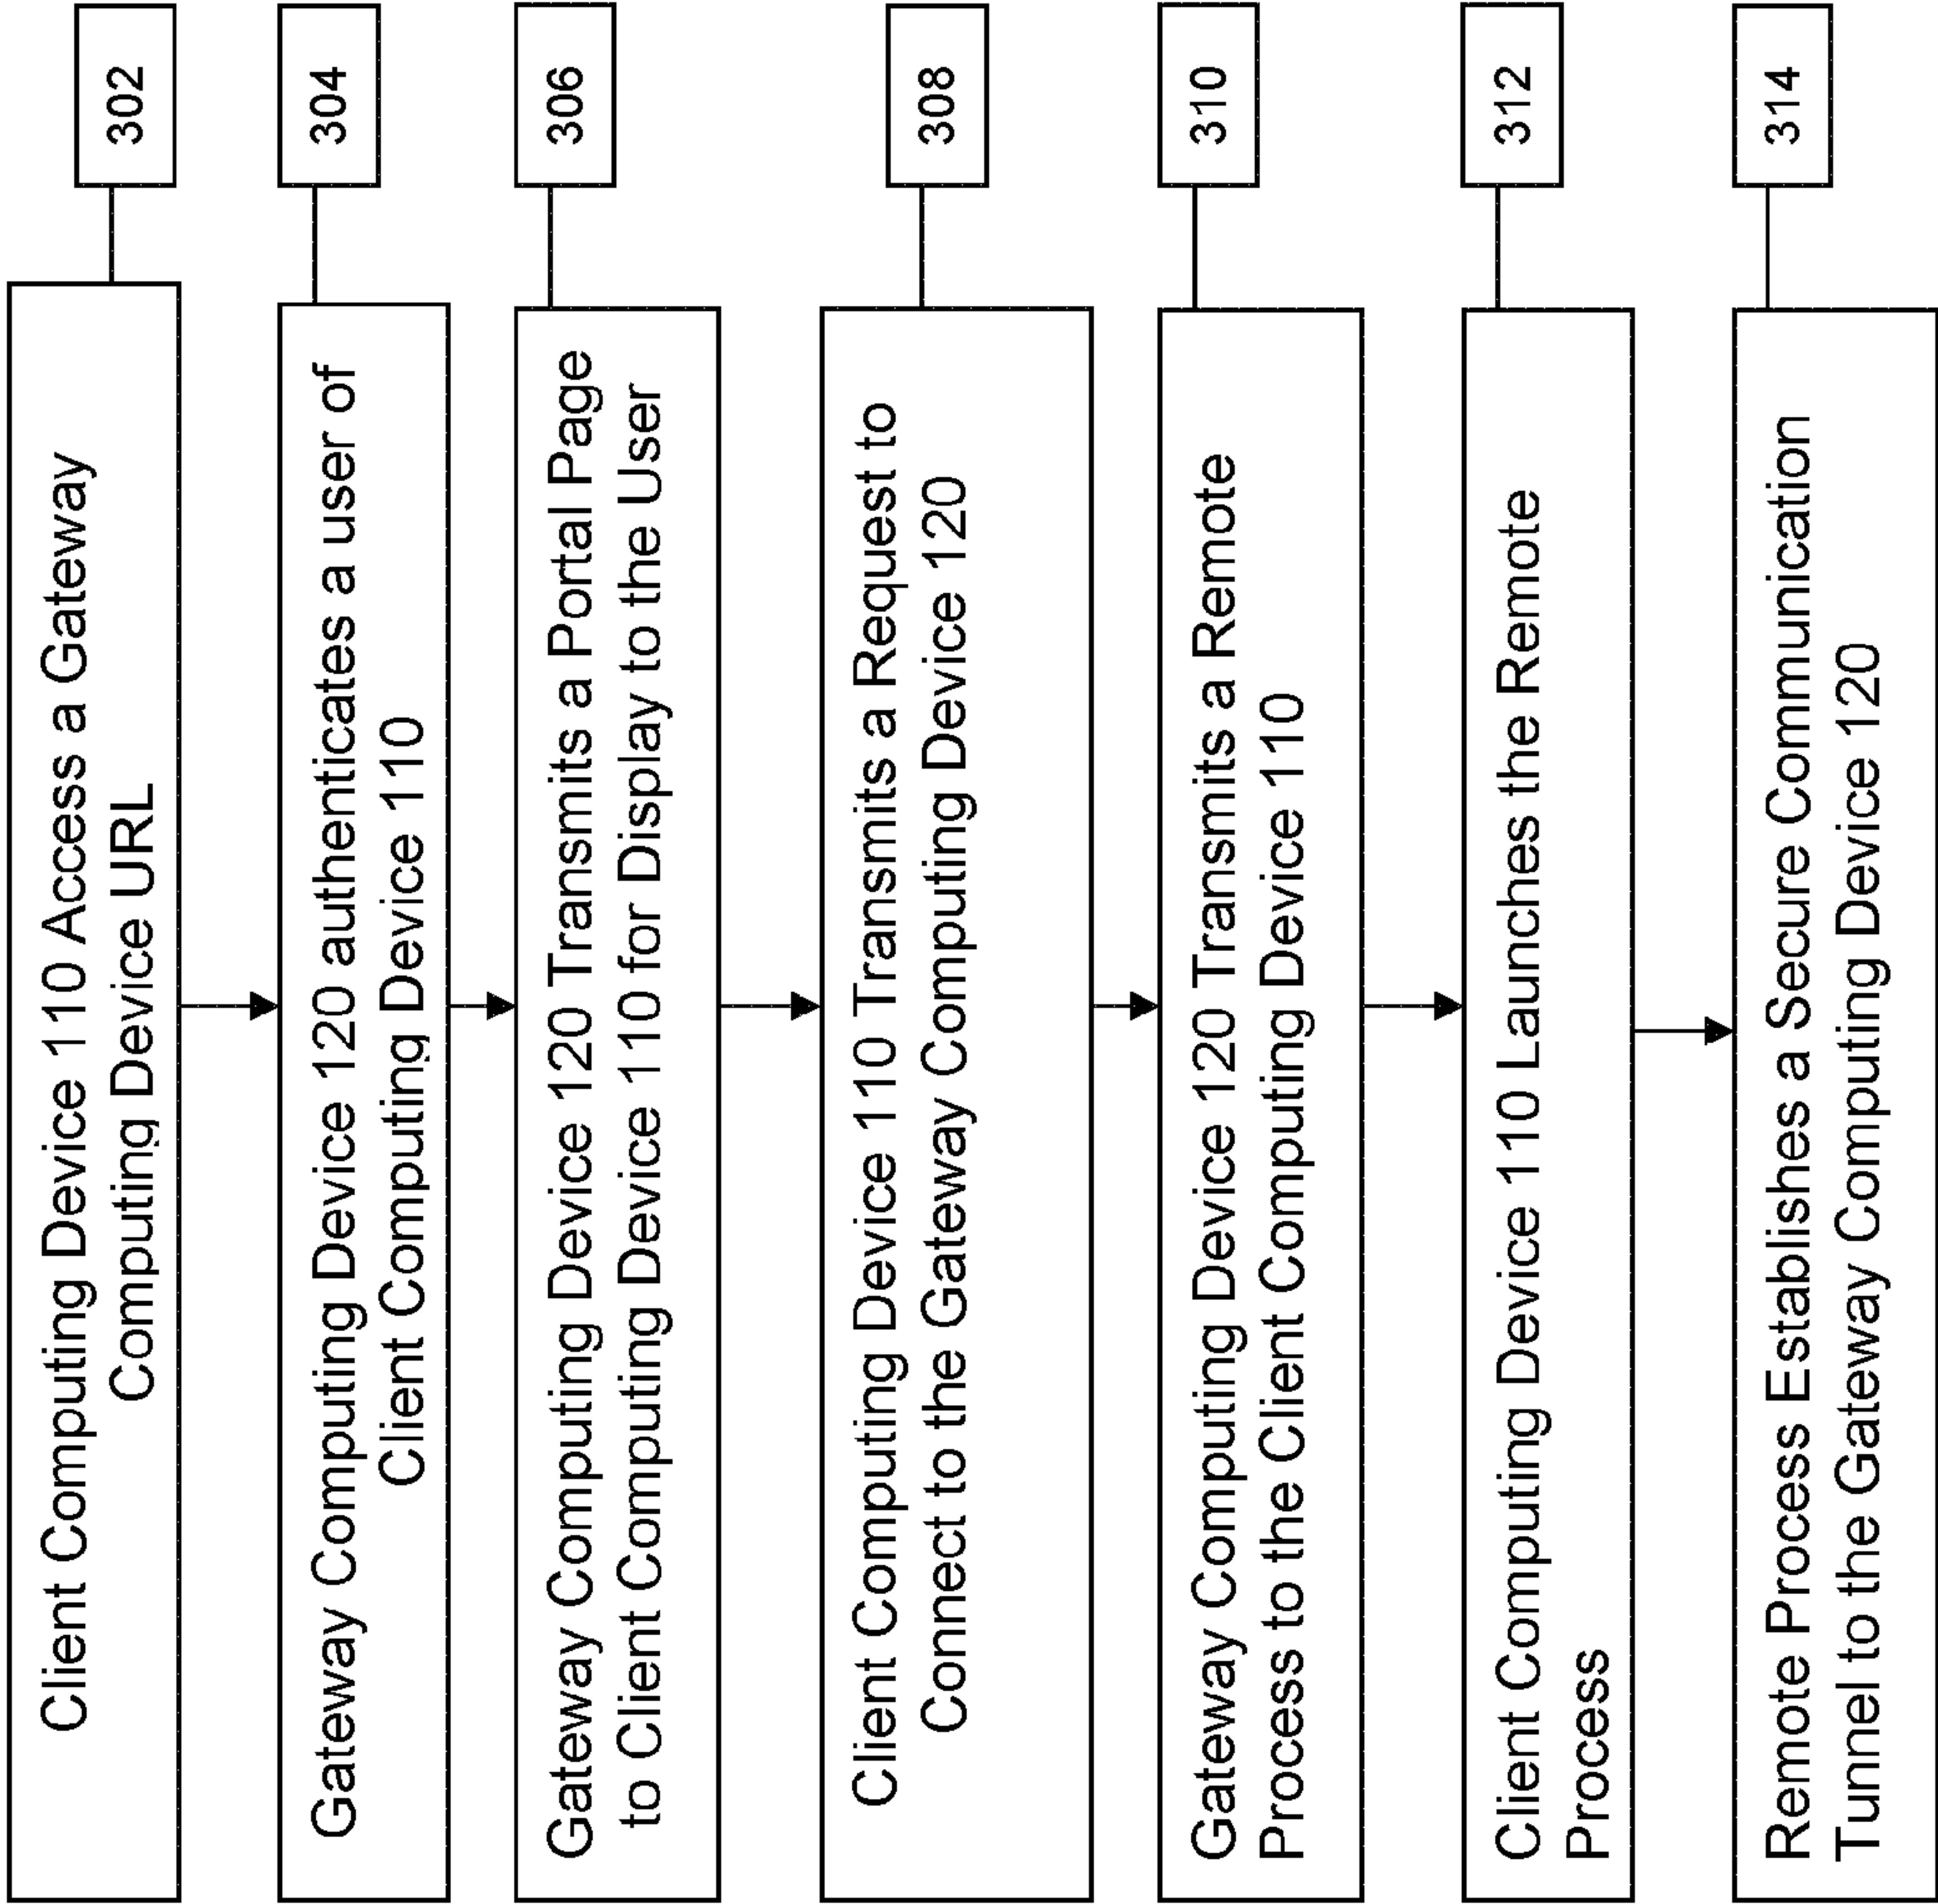 Client Computing Device 110 Access a Gateway
Computing Device URL
302
Gateway Computing Device 120 authenticates a user of
Client Computing Device 110
304
Gateway Computing Device 120 Transmits a Portal Page
to Client Computing Device 110 for Display to the User
306
Client Computing Device 110 Transmits a Request to
Connect to the Gateway Computing Device 120
308
Gateway Computing Device 120 Transmits a Remote
Process to the Client Computing Device 110
310
Client Computing Device 110 Launches the Remote
Process
312
Remote Process Establishes a Secure Communication
Tunnel to the Gateway Computing Device 120
314